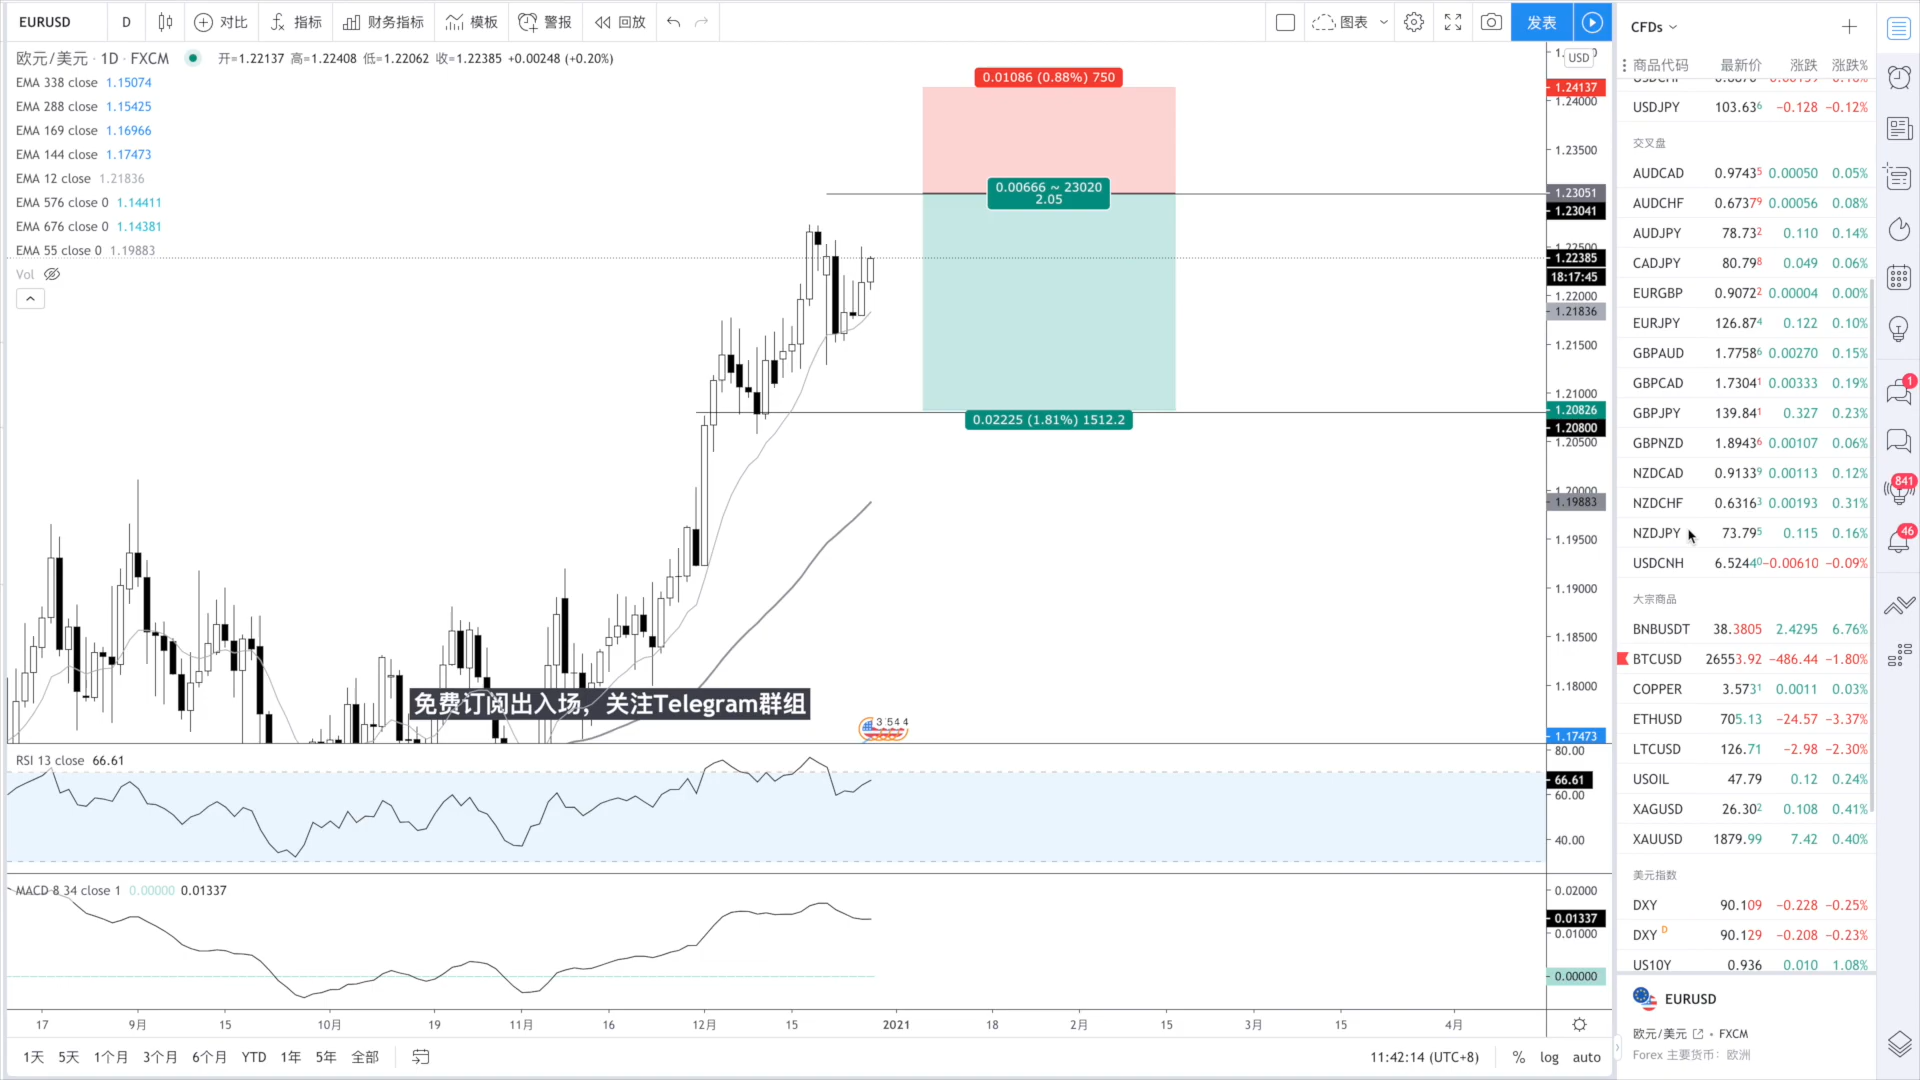 EURUSD D 对比 指标 财务指标 模板 警报 回放 图表 发表
欧元/美元 · 1D · FXCM 开=1.22137 高=1.22408 低=1.22062 收=1.22385 +0.00248 (+0.20%)
EMA 338 close 1.15074
EMA 288 close 1.15425
EMA 169 close 1.16966
EMA 144 close 1.17473
EMA 12 close 1.21836
EMA 576 close 0 1.14411
EMA 676 close 0 1.14381
EMA 55 close 0 1.19883
Vol
0.01086 (0.88%) 750
0.00666 ~ 23020
2.05
0.02225 (1.81%) 1512.2
免费订阅出入场，关注Telegram群组
3 5 4 4
USD
1.24137
1.24000
1.23500
1.23051
1.23041
1.22500
1.22385
18:17:45
1.22000
1.21836
1.21500
1.21000
1.20826
1.20800
1.20500
1.20000
1.19883
1.19500
1.19000
1.18500
1.18000
1.17473
RSI 13 close 66.61
80.00
66.61
60.00
40.00
MACD 8 34 close 1 0.00000 0.01337
0.02000
0.01337
0.01000
0.00000
17 9月 15 10月 19 11月 16 12月 15 2021 18 2月 15 3月 15 4月
1天 5天 1个月 3个月 6个月 YTD 1年 5年 全部 11:42:14 (UTC+8) % log auto
CFDs
商品代码 最新价 涨跌 涨跌%
USDJPY 103.636 −0.128 −0.12%
交叉盘
AUDCAD 0.97435 0.00050 0.05%
AUDCHF 0.67379 0.00056 0.08%
AUDJPY 78.732 0.110 0.14%
CADJPY 80.798 0.049 0.06%
EURGBP 0.90722 0.00004 0.00%
EURJPY 126.874 0.122 0.10%
GBPAUD 1.77586 0.00270 0.15%
GBPCAD 1.73041 0.00333 0.19%
GBPJPY 139.841 0.327 0.23%
GBPNZD 1.89436 0.00107 0.06%
NZDCAD 0.91339 0.00113 0.12%
NZDCHF 0.63163 0.00193 0.31%
NZDJPY 73.795 0.115 0.16%
USDCNH 6.52440 −0.00610 −0.09%
大宗商品
BNBUSDT 38.3805 2.4295 6.76%
BTCUSD 26553.92 −486.44 −1.80%
COPPER 3.5731 0.0011 0.03%
ETHUSD 705.13 −24.57 −3.37%
LTCUSD 126.71 −2.98 −2.30%
USOIL 47.79 0.12 0.24%
XAGUSD 26.302 0.108 0.41%
XAUUSD 1879.99 7.42 0.40%
美元指数
DXY 90.109 −0.228 −0.25%
DXY D 90.129 −0.208 −0.23%
US10Y 0.936 0.010 1.08%
EURUSD
欧元/美元 • FXCM
Forex 主要货币：欧洲
1
841
46